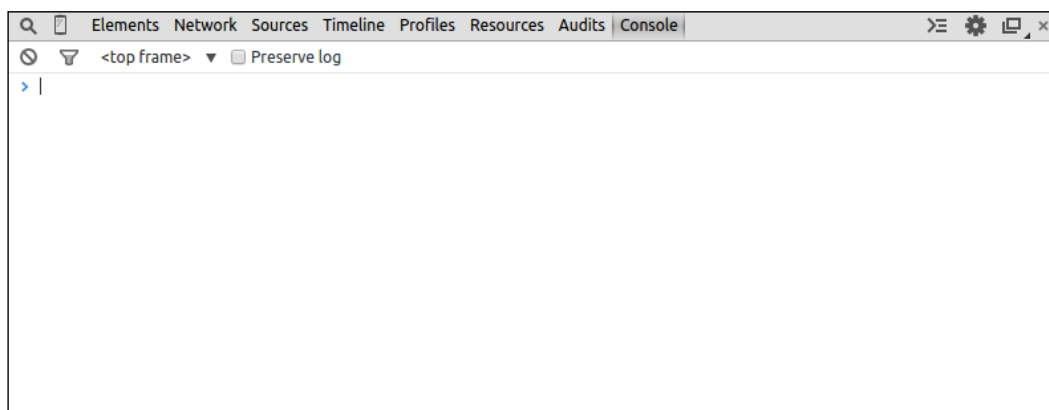 Elements Network Sources Timeline Profiles Resources Audits Console
<top frame> ▼ Preserve log
>